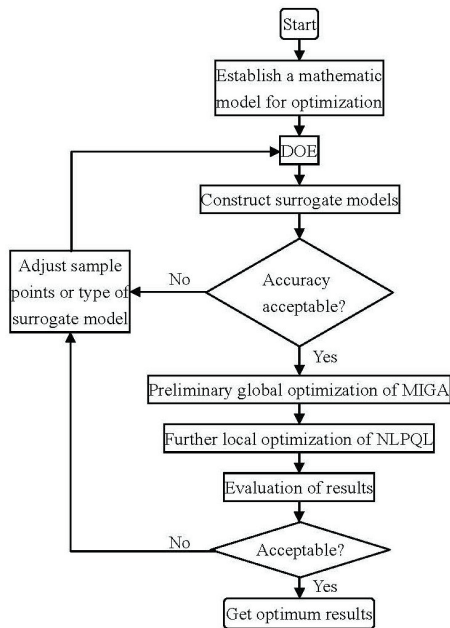 Start
Establish a mathematic
model for optimization
DOE
Construct surrogate models
Adjust sample
points or type of
surrogate model
No
Accuracy
acceptable?
Yes
Preliminary global optimization of MIGA
Further local optimization of NLPQL
Evaluation of results
No
Acceptable?
Yes
Get optimum results